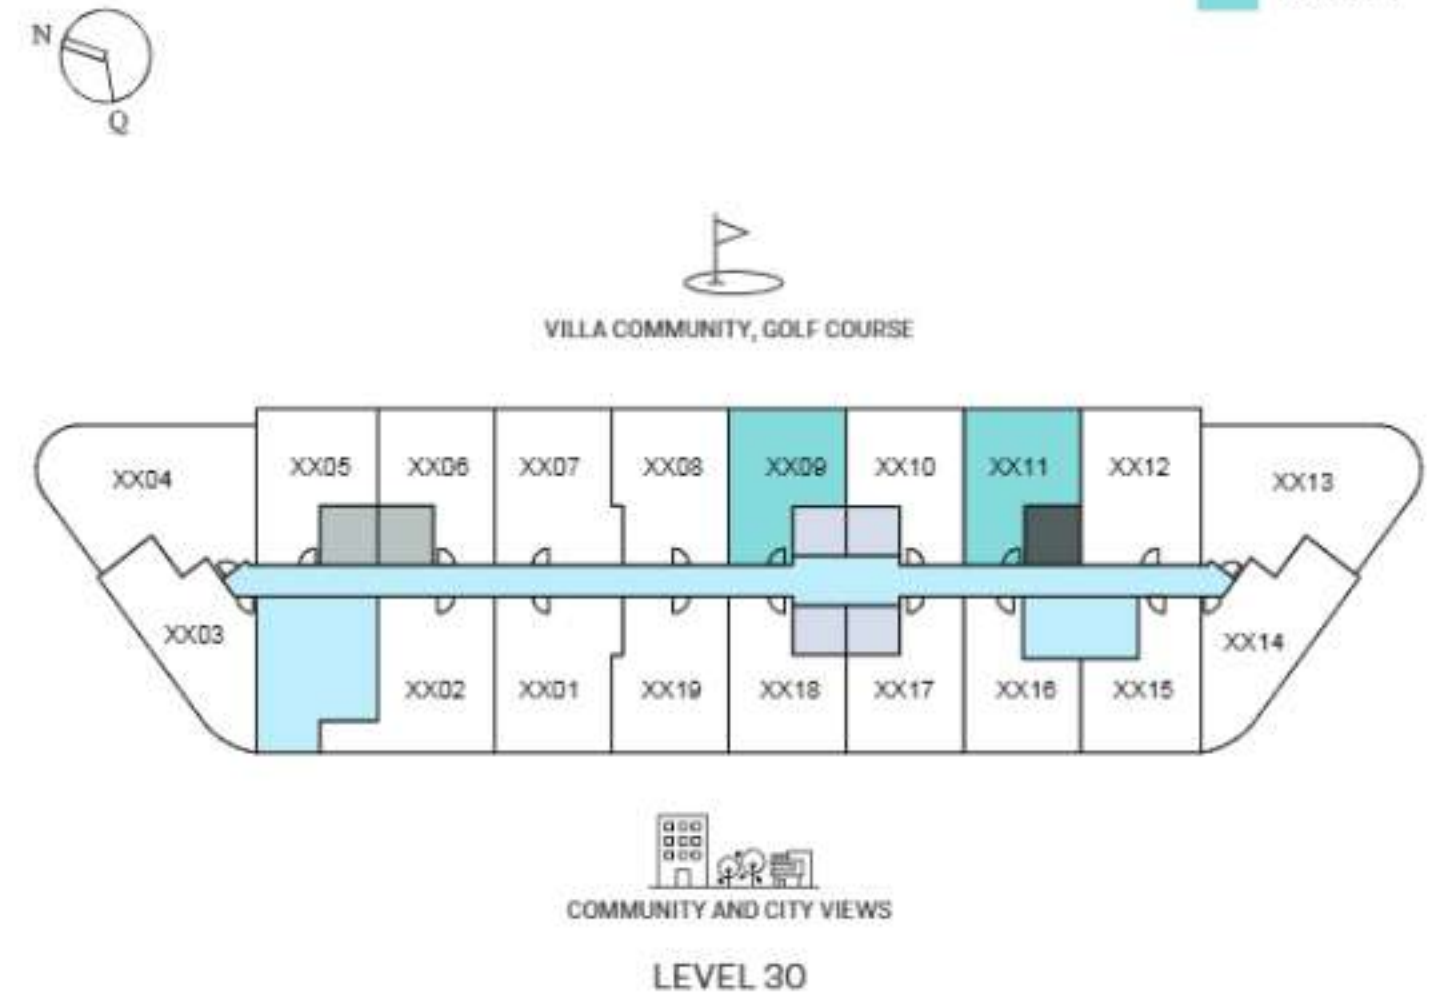 N
Q
VILLA COMMUNITY, GOLF COURSE
XX04
XX05
XX06
XX07
XX08
XX09
XX10
XX11
XX12
XX13
XX03
XX02
XX01
XX19
XX18
XX17
XX16
XX15
XX14
COMMUNITY AND CITY VIEWS
LEVEL 30